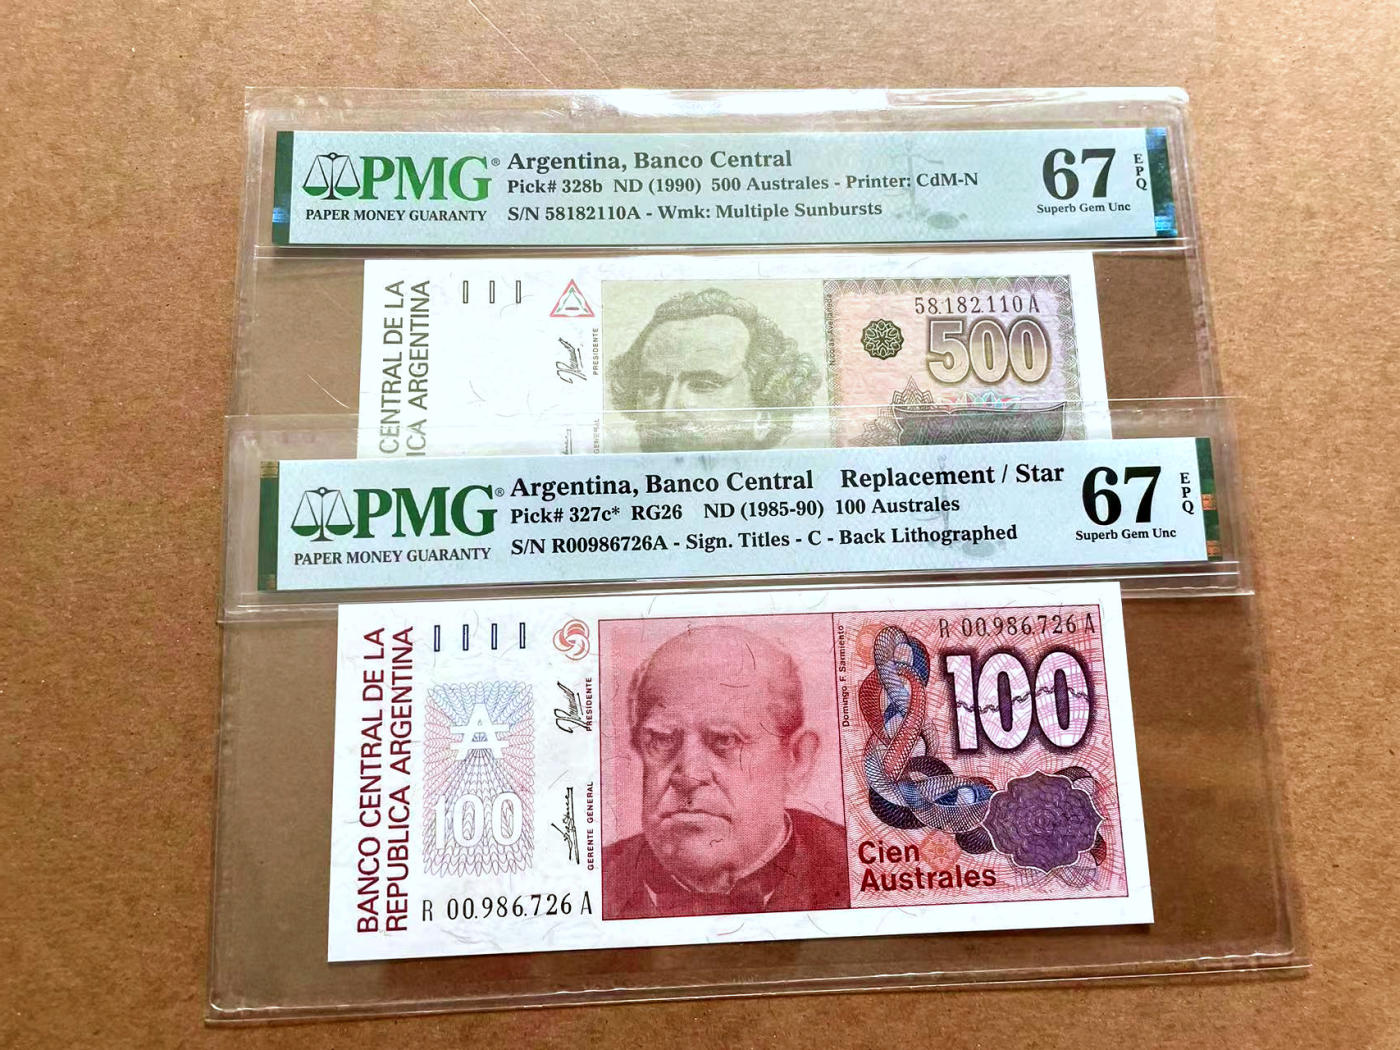 PMG®
PAPER MONEY GUARANTY
Argentina, Banco Central
Pick# 328b ND (1990) 500 Australes - Printer: CdM-N
S/N 58182110A - Wmk: Multiple Sunbursts
67
EPQ
Superb Gem Unc
CENTRAL DE LA
ICA ARGENTINA
PRESIDENTE
Nicolás Avellaneda
58.182.110 A
500
PMG®
PAPER MONEY GUARANTY
Argentina, Banco Central Replacement / Star
Pick# 327c* RG26 ND (1985-90) 100 Australes
S/N R00986726A - Sign. Titles - C - Back Lithographed
67
EPQ
Superb Gem Unc
BANCO CENTRAL DE LA
REPUBLICA ARGENTINA
100
R 00.986.726 A
PRESIDENTE
GERENTE GENERAL
Domingo F. Sarmiento
R 00.986.726 A
100
Cien
Australes